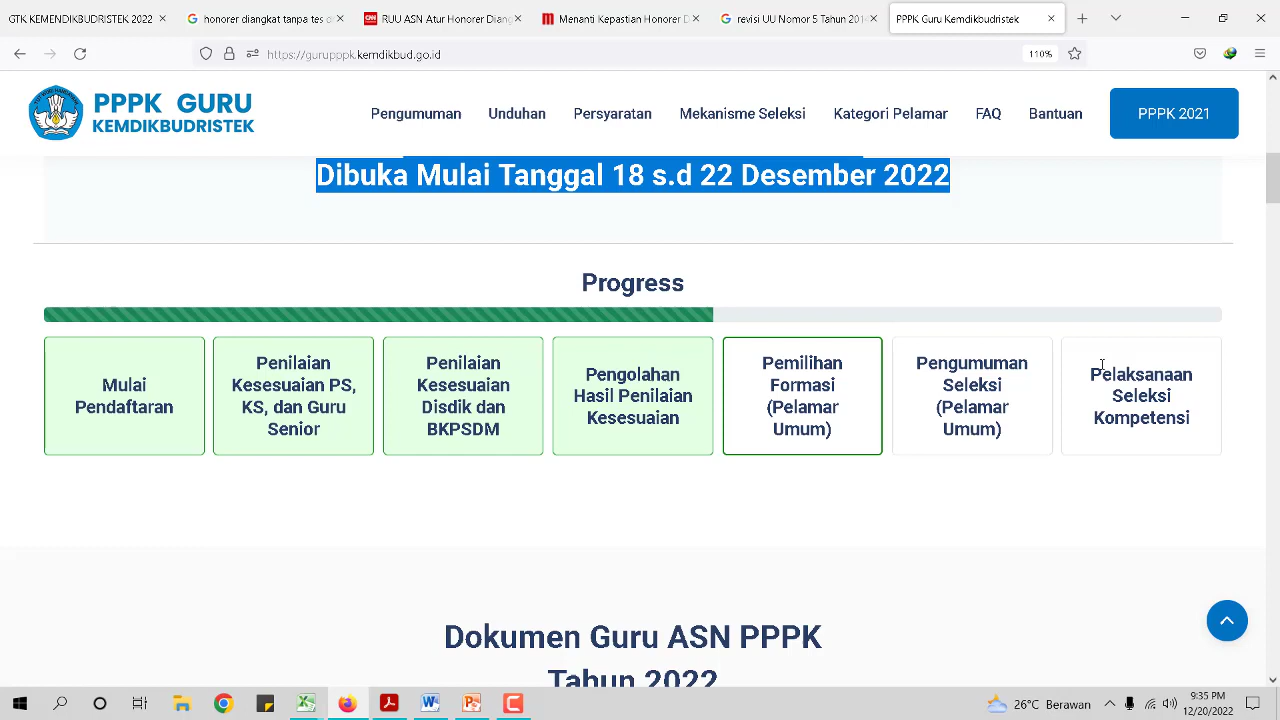 GTK KEMENDIKBUDRISTEK 2022
honorer diangkat tanpa tes d
RUU ASN Atur Honorer Diang
Menanti Kepastian Honorer D
revisi UU Nomor 5 Tahun 201
PPPK Guru Kemdikbudristek
https://gurupppk.kemdikbud.go.id
110%
PPPK GURU
KEMDIKBUDRISTEK
Pengumuman
Unduhan
Persyaratan
Mekanisme Seleksi
Kategori Pelamar
FAQ
Bantuan
PPPK 2021
Dibuka Mulai Tanggal 18 s.d 22 Desember 2022
Progress
Mulai
Pendaftaran
Penilaian
Kesesuaian PS,
KS, dan Guru
Senior
Penilaian
Kesesuaian
Disdik dan
BKPSDM
Pengolahan
Hasil Penilaian
Kesesuaian
Pemilihan
Formasi
(Pelamar
Umum)
Pengumuman
Seleksi
(Pelamar
Umum)
Pelaksanaan
Seleksi
Kompetensi
Dokumen Guru ASN PPPK
Tahun 2022
26°C Berawan
9:35 PM
12/20/2022